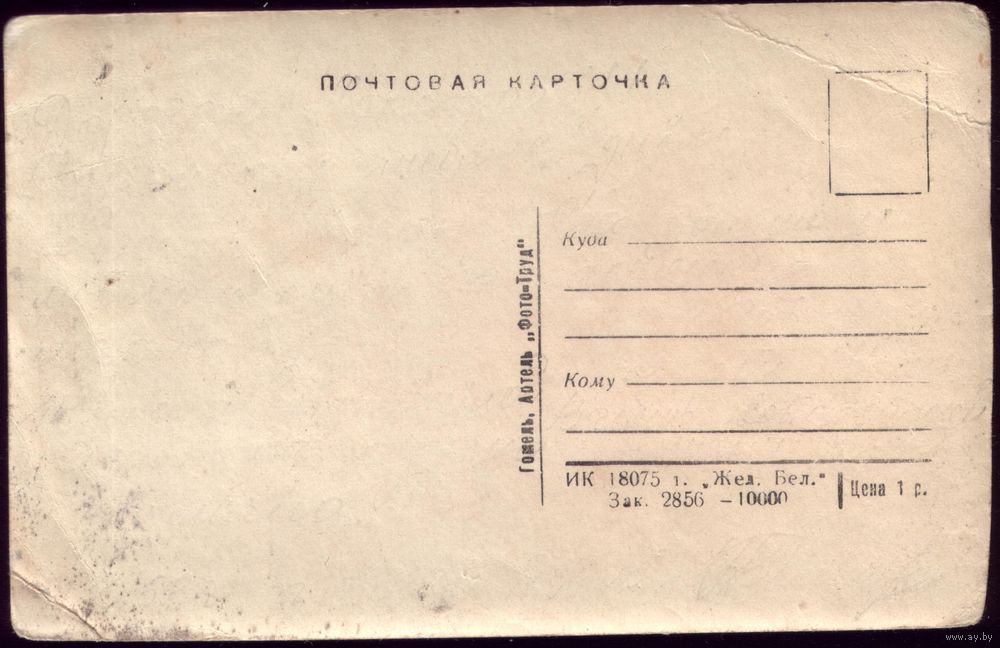 ПОЧТОВАЯ КАРТОЧКА
Гомель, Артель „Фото=Труд"
Куда
Кому
ИК 18075 т. „Жел. Бел."
Зак. 2856 –10000
Цена 1 р.
www.ay.by